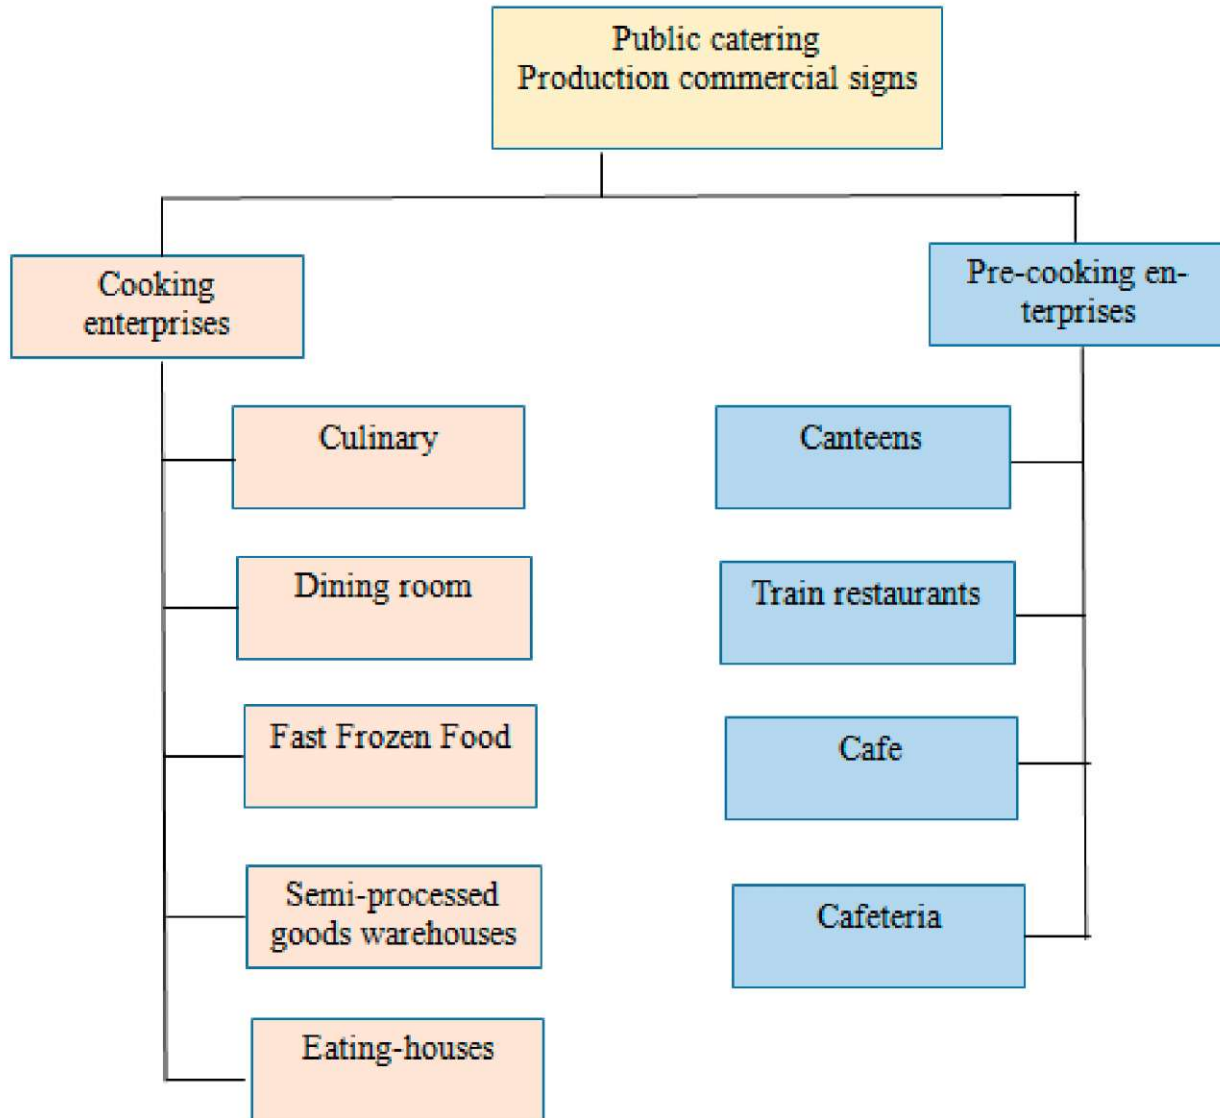 Public catering
Production commercial signs
Cooking
enterprises
Pre-cooking en-
terprises
Culinary
Canteens
Dining room
Train restaurants
Fast Frozen Food
Cafe
Semi-processed
goods warehouses
Cafeteria
Eating-houses